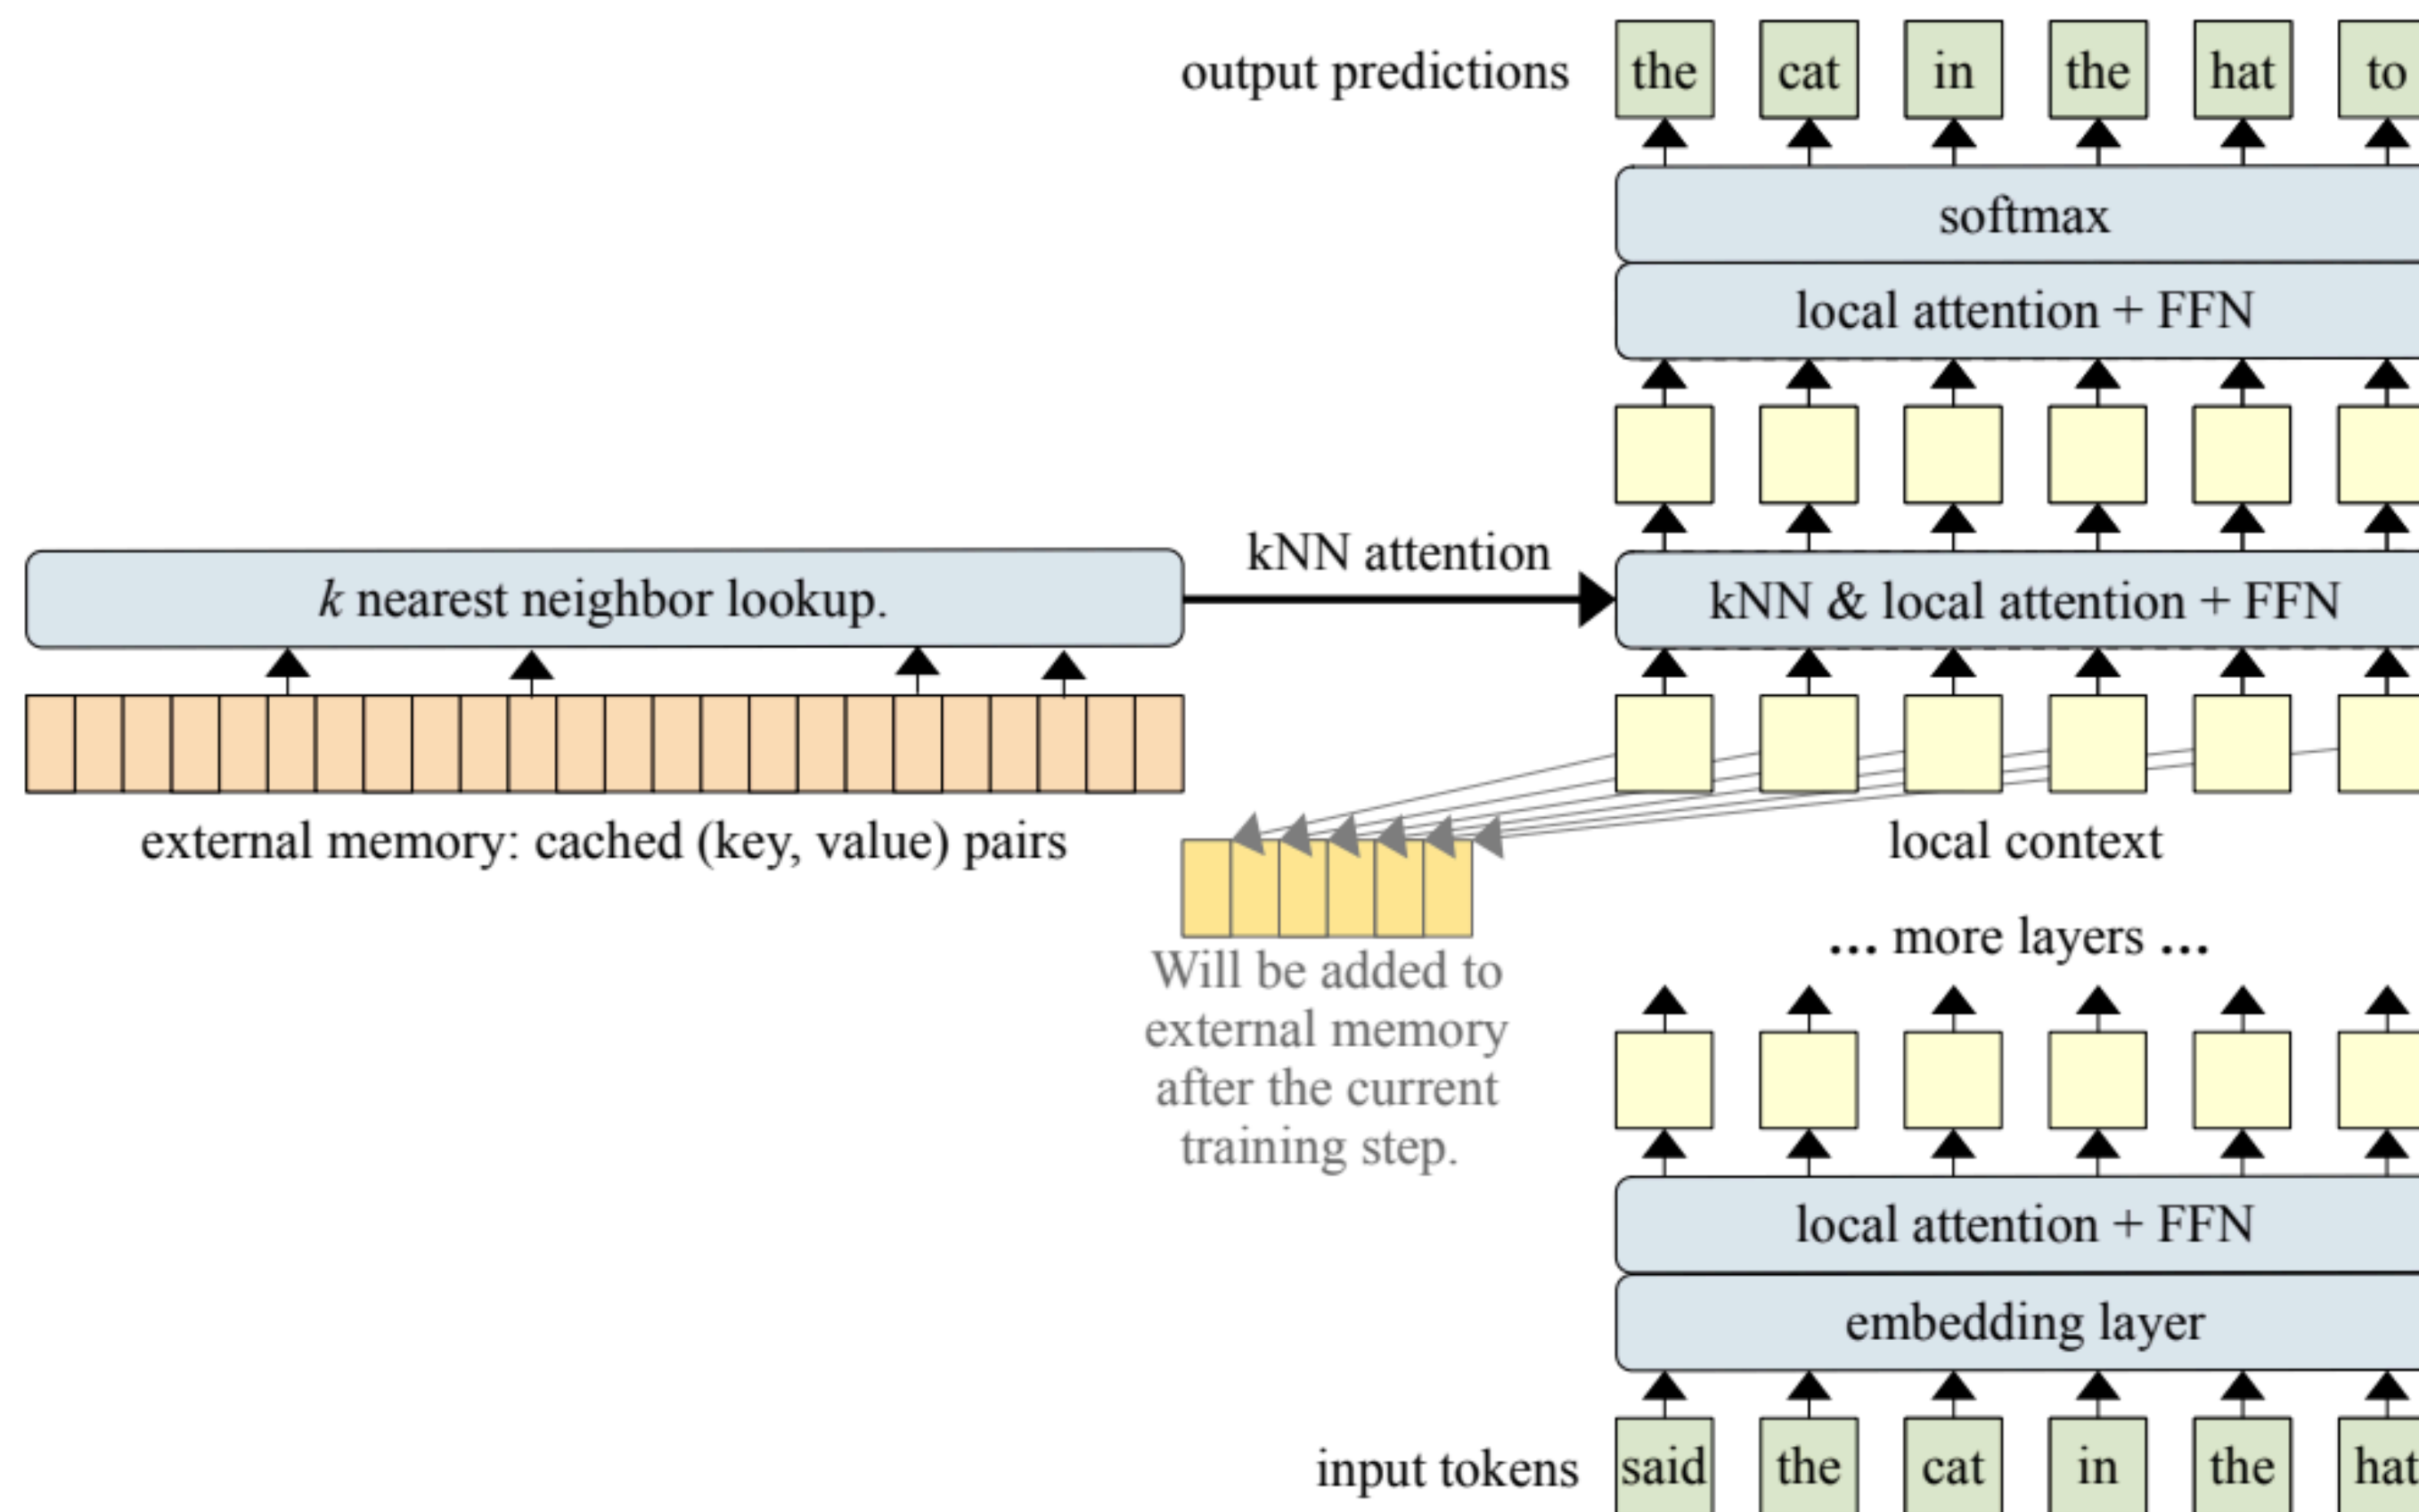 output predictions the cat in the hat to
softmax
local attention + FFN
kNN attention
k nearest neighbor lookup.
kNN & local attention + FFN
external memory: cached (key, value) pairs
local context
... more layers ...
Will be added to
external memory
after the current
training step.
local attention + FFN
embedding layer
input tokens said the cat in the hat